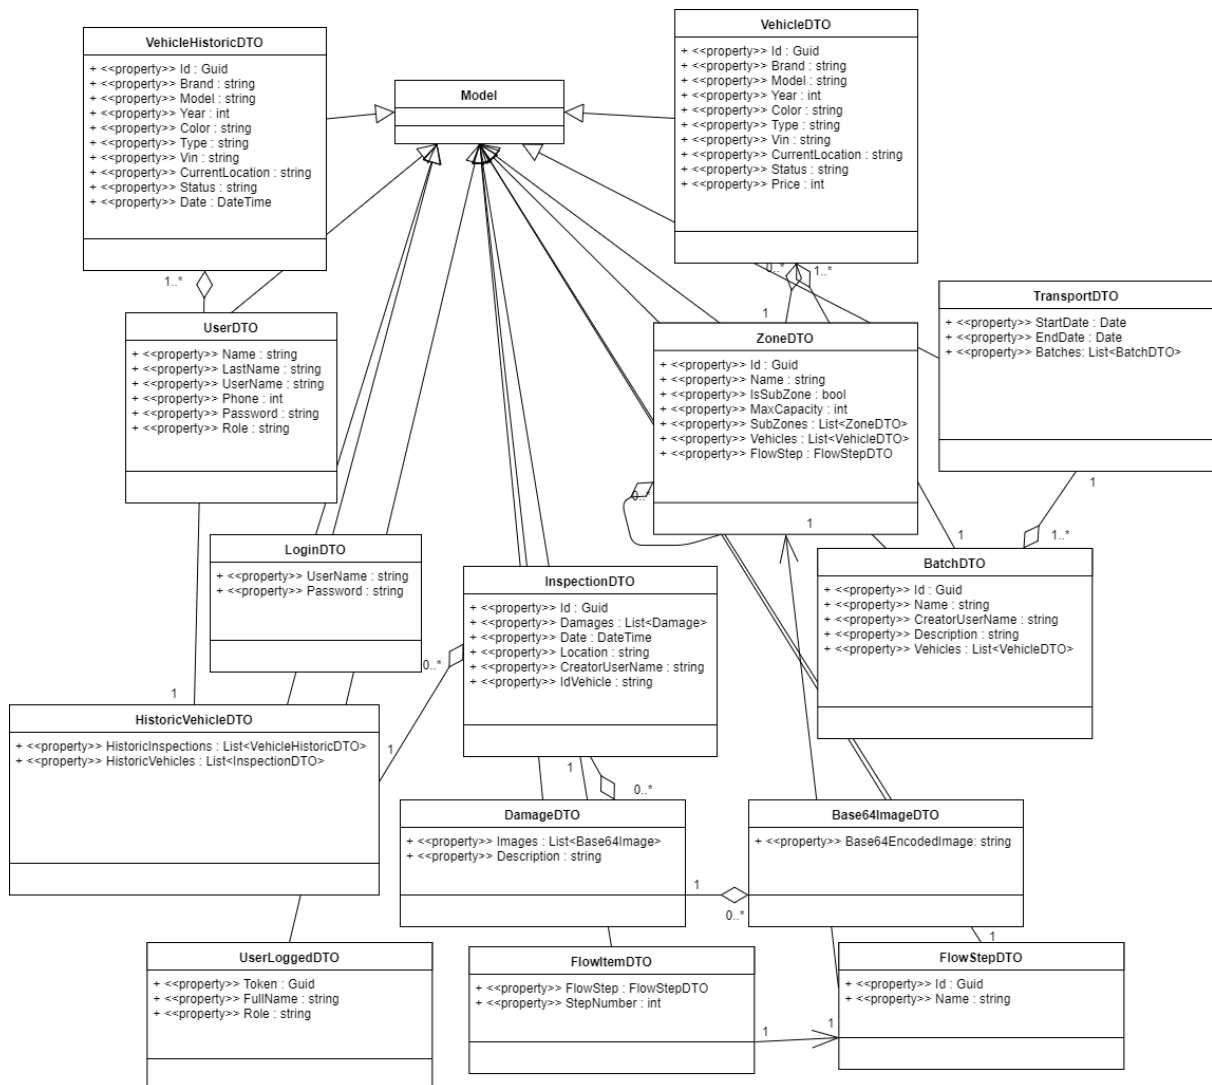 VehicleHistoricDTO
+ <<property>> Id : Guid
+ <<property>> Brand : string
+ <<property>> Model : string
+ <<property>> Year : int
+ <<property>> Color : string
+ <<property>> Type : string
+ <<property>> Vin : string
+ <<property>> CurrentLocation : string
+ <<property>> Status : string
+ <<property>> Date : DateTime
1..*
Model
VehicleDTO
+ <<property>> Id : Guid
+ <<property>> Brand : string
+ <<property>> Model : string
+ <<property>> Year : int
+ <<property>> Color : string
+ <<property>> Type : string
+ <<property>> Vin : string
+ <<property>> CurrentLocation : string
+ <<property>> Status : string
+ <<property>> Price : int
0..*
1..*
1
UserDTO
+ <<property>> Name : string
+ <<property>> LastName : string
+ <<property>> UserName : string
+ <<property>> Phone : int
+ <<property>> Password : string
+ <<property>> Role : string
ZoneDTO
+ <<property>> Id : Guid
+ <<property>> Name : string
+ <<property>> IsSubZone : bool
+ <<property>> MaxCapacity : int
+ <<property>> SubZones : List<ZoneDTO>
+ <<property>> Vehicles : List<VehicleDTO>
+ <<property>> FlowStep : FlowStepDTO
0..*
1
TransportDTO
+ <<property>> StartDate : Date
+ <<property>> EndDate : Date
+ <<property>> Batches: List<BatchDTO>
1
1..*
1
LoginDTO
+ <<property>> UserName : string
+ <<property>> Password : string
0..*
InspectionDTO
+ <<property>> Id : Guid
+ <<property>> Damages : List<Damage>
+ <<property>> Date : DateTime
+ <<property>> Location : string
+ <<property>> CreatorUserName : string
+ <<property>> IdVehicle : string
BatchDTO
+ <<property>> Id : Guid
+ <<property>> Name : string
+ <<property>> CreatorUserName : string
+ <<property>> Description : string
+ <<property>> Vehicles : List<VehicleDTO>
1
HistoricVehicleDTO
+ <<property>> HistoricInspections : List<VehicleHistoricDTO>
+ <<property>> HistoricVehicles : List<InspectionDTO>
1
1
0..*
DamageDTO
+ <<property>> Images : List<Base64Image>
+ <<property>> Description : string
1
0..*
Base64ImageDTO
+ <<property>> Base64EncodedImage: string
1
UserLoggedDTO
+ <<property>> Token : Guid
+ <<property>> FullName : string
+ <<property>> Role : string
FlowItemDTO
+ <<property>> FlowStep : FlowStepDTO
+ <<property>> StepNumber : int
1
1
FlowStepDTO
+ <<property>> Id : Guid
+ <<property>> Name : string